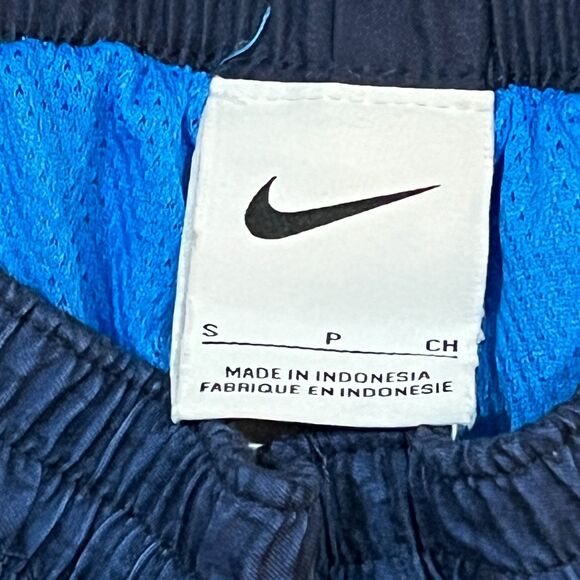 S P CH
MADE IN INDONESIA
FABRIQUE EN INDONESIE